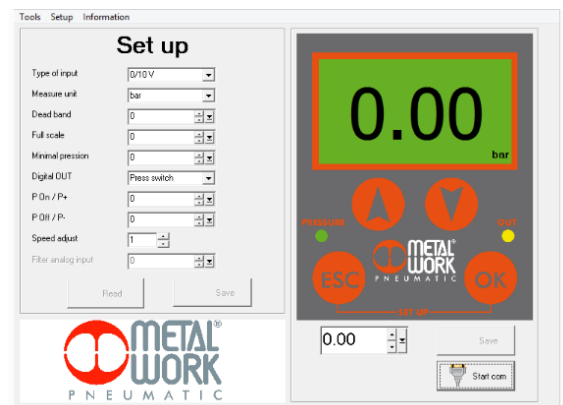 Tools Setup Information
Set up
Type of input 0/10 V
Measure unit bar
Dead band 0
Full scale 0
Minimal pression 0
Digital OUT Press switch
P On / P+ 0
P Off / P- 0
Speed adjust 1
Filter analog input 0
Read Save
METAL®
WORK
PNEUMATIC
0.00
bar
PRESSURE OUT
METAL®
WORK
PNEUMATIC
ESC OK
SET UP
0.00 Save
Start com